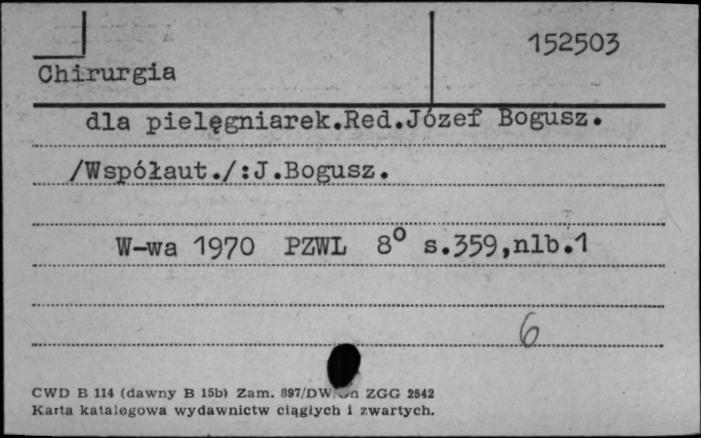 152503
Chirurgia
dla pielęgniarek.Red.Józef Bogusz.
/Współaut./:J.Bogusz.
W-wa 1970 PZWL 8° s.359,nlb.1
6
CWD B 114 (dawny B 15b) Zam. 897/DW ZGG 2542
Karta katalogowa wydawnictw ciągłych i zwartych.